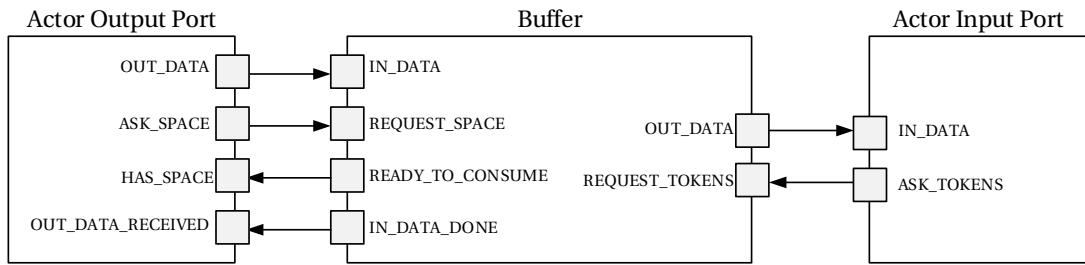 Actor Output Port
Buffer
Actor Input Port
OUT_DATA
IN_DATA
ASK_SPACE
REQUEST_SPACE
OUT_DATA
IN_DATA
HAS_SPACE
READY_TO_CONSUME
REQUEST_TOKENS
ASK_TOKENS
OUT_DATA_RECEIVED
IN_DATA_DONE